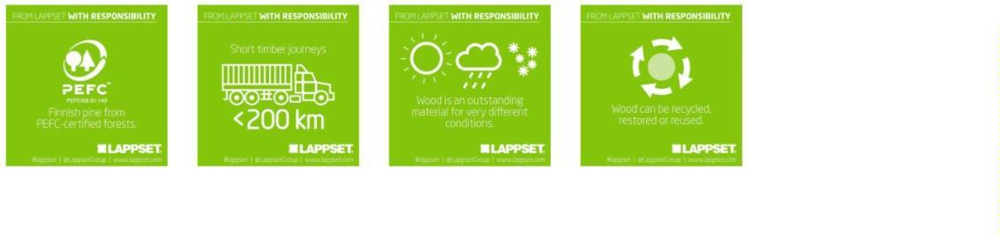 FROM LAPPSET WITH RESPONSIBILITY
PEFC™
PEFC/02-31-143
Finnish pine from
PEFC-certified forests.
LAPPSET.
#lappset | @LappsetGroup | www.lappset.com
FROM LAPPSET WITH RESPONSIBILITY
Short timber journeys
<200 km
LAPPSET.
#lappset | @LappsetGroup | www.lappset.com
FROM LAPPSET WITH RESPONSIBILITY
Wood is an outstanding
material for very different
conditions.
LAPPSET.
#lappset | @LappsetGroup | www.lappset.com
FROM LAPPSET WITH RESPONSIBILITY
Wood can be recycled,
restored or reused.
LAPPSET.
#lappset | @LappsetGroup | www.lappset.com